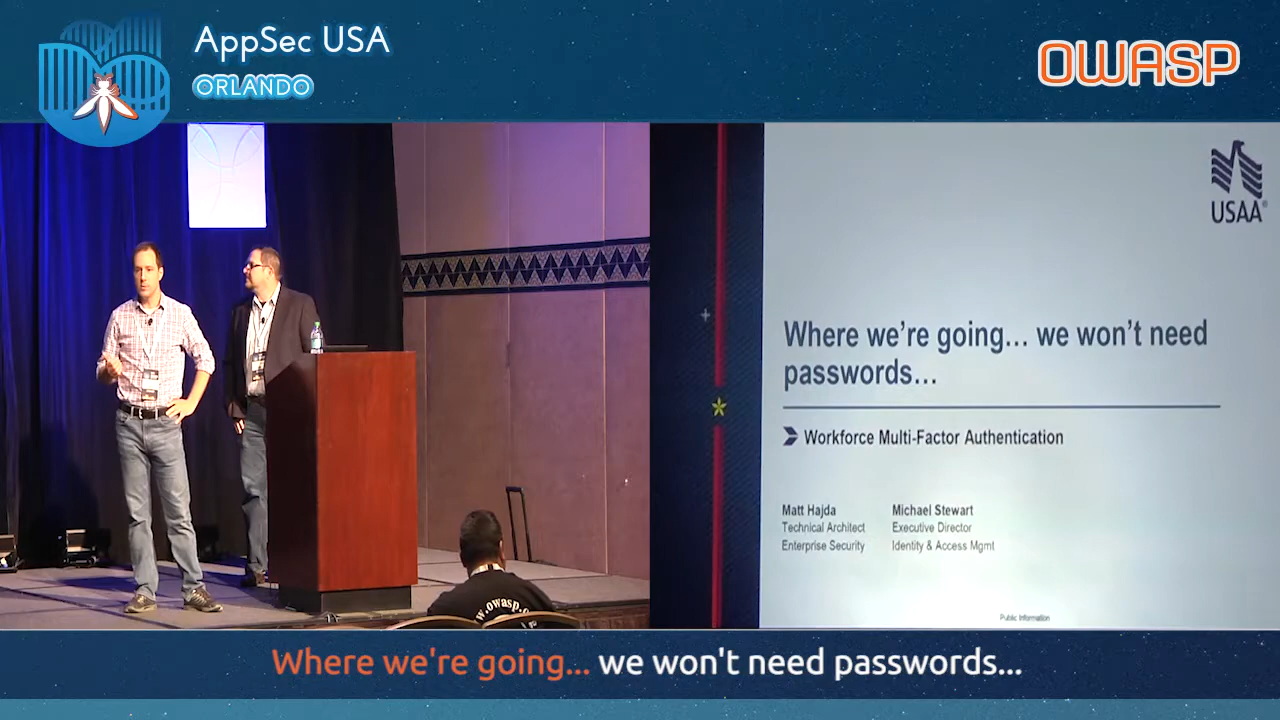 AppSec USA
ORLANDO
OWASP
USAA
Where we're going... we won't need
passwords...
Workforce Multi-Factor Authentication
Matt Hajda
Technical Architect
Enterprise Security
Michael Stewart
Executive Director
Identity & Access Mgmt
Public Information
w.owasp.o
Where we're going... we won't need passwords...